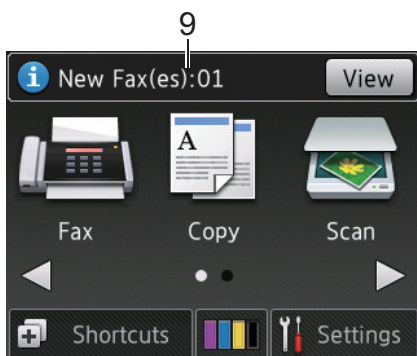 9
New Fax(es):01 View
A
Fax Copy Scan
Shortcuts Settings